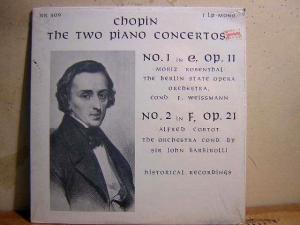 RR 509
1 LP-MONO
Chopin
the two piano concertos
No. 1 in e, op. 11
Moriz Rosenthal
the Berlin State Opera
Orchestra,
Cond F. Weissmann
No. 2 in F, op. 21
Alfred Cortot
the Orchestra Cond by
Sir John Barbirolli
historical recordings